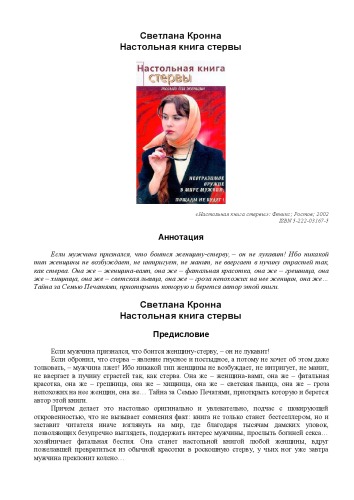 Светлана Кронна
Настольная книга стервы
Настольная книга
стервы
только для женщин
НЕОТРАЗИМОЕ
ОРУЖИЕ
В МИРЕ МУЖЧИН:
ПОЩАДЫ НЕ БУДЕТ!
«Настольная книга стервы»: Феникс; Ростов; 2002
ISBN 5-222-03167-3
Аннотация
Если мужчина признался, что боится женщину-стерву, – он не лукавит! Ибо никакой
тип женщины не возбуждает, не интригует, не манит, не ввергает в пучину страстей так,
как стерва. Она же – женщина-вамп, она же – фатальная красотка, она же – грешница, она
же – хищница, она же – светская львица, она же – гроза непохожих на нее женщин, она же…
Тайна за Семью Печатями, приоткрыть которую и берется автор этой книги.
Светлана Кронна
Настольная книга стервы
Предисловие
Если мужчина признался, что боится женщину-стерву, – он не лукавит!
Если обронил, что стерва – явление гнусное и постыдное, а потому не хочет об этом даже
толковать, – мужчина лжет! Ибо никакой тип женщины не возбуждает, не интригует, не манит,
не ввергает в пучину страстей так, как стерва. Она же – женщина-вамп, она же – фатальная
красотка, она же – грешница, она же – хищница, она же – светская львица, она же – гроза
непохожих на нее женщин, она же… Тайна за Семью Печатями, приоткрыть которую и берется
автор этой книги.
Причем делает это настолько оригинально и увлекательно, подчас с шокирующей
откровенностью, что не вызывает сомнения факт: книга не только станет бестселлером, но и
заставит читателя иначе взглянуть на мир, где благодаря тысячам дамских уловок,
позволяющих безупречно выглядеть, поддержать интерес мужчины, прослыть богиней секса…
хозяйничает фатальная бестия. Она станет настольной книгой любой женщины, вдруг
пожелавшей превратиться из обычной красотки в роскошную стерву, у чьих ног уже завтра
мужчина преклонит колено…